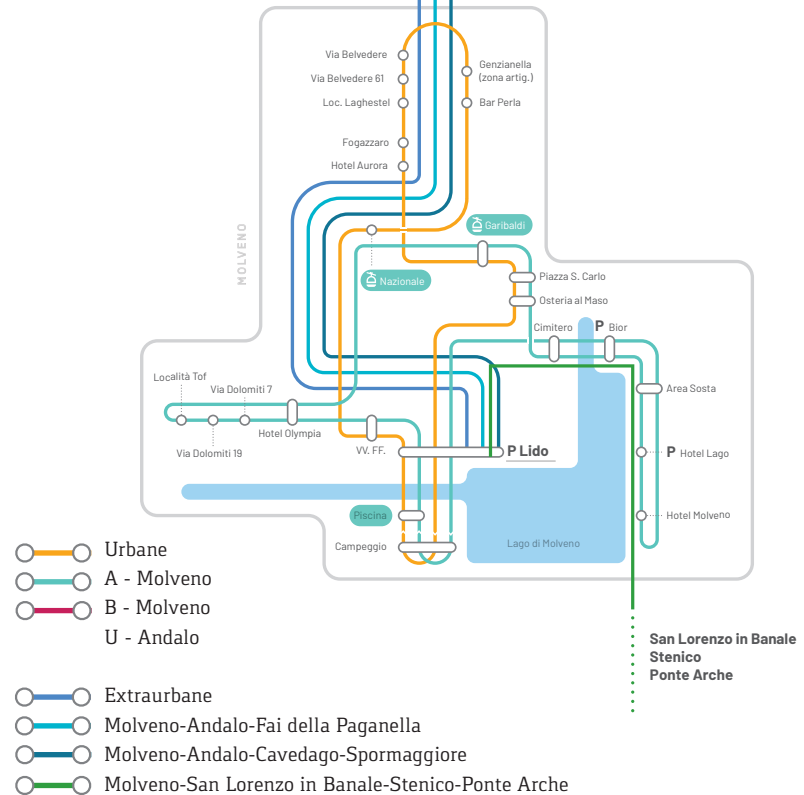 Via Belvedere
Genzianella
(zona artig.)
Via Belvedere 61
Loc. Laghestel
Bar Perla
Fogazzaro
Hotel Aurora
MOLVENO
Garibaldi
Nazionale
Piazza S. Carlo
Osteria al Maso
Cimitero
P Bior
Località Tof
Via Dolomiti 7
Area Sosta
Hotel Olympia
Via Dolomiti 19
VV. FF.
P Lido
P Hotel Lago
Piscina
Hotel Molveno
Campeggio
Lago di Molveno
Urbane
A - Molveno
B - Molveno
U - Andalo
San Lorenzo in Banale
Stenico
Ponte Arche
Extraurbane
Molveno-Andalo-Fai della Paganella
Molveno-Andalo-Cavedago-Spormaggiore
Molveno-San Lorenzo in Banale-Stenico-Ponte Arche